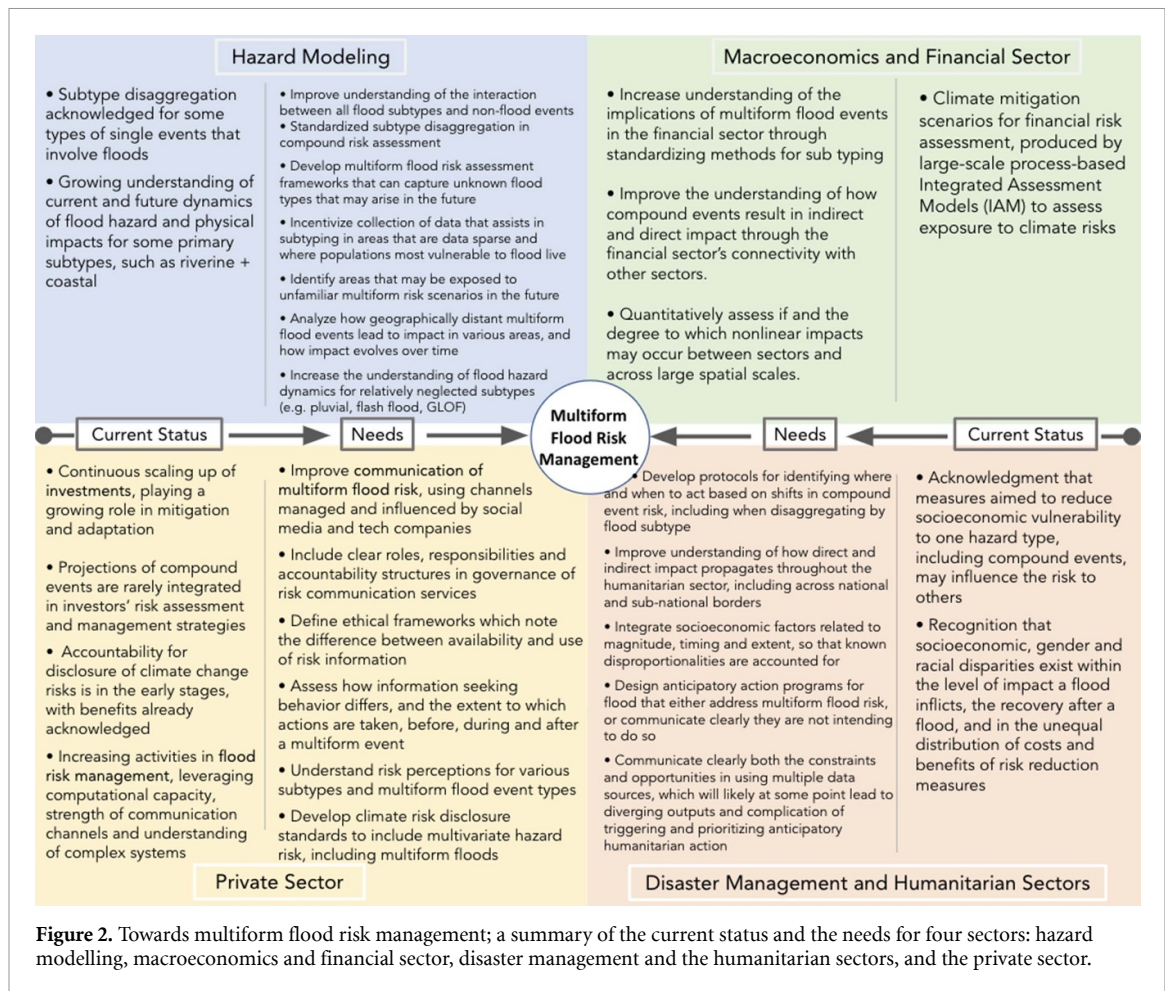 Hazard Modeling
• Subtype disaggregation
acknowledged for some
types of single events that
involve floods
• Growing understanding of
current and future dynamics
of flood hazard and physical
impacts for some primary
subtypes, such as riverine +
coastal
• Improve understanding of the interaction
between all flood subtypes and non-flood events
• Standardized subtype disaggregation in
compound risk assessment
• Develop multiform flood risk assessment
frameworks that can capture unknown flood
types that may arise in the future
• Incentivize collection of data that assists in
subtyping in areas that are data sparse and
where populations most vulnerable to flood live
• Identify areas that may be exposed to
unfamiliar multiform risk scenarios in the future
• Analyze how geographically distant multiform
flood events lead to impact in various areas, and
how impact evolves over time
• Increase the understanding of flood hazard
dynamics for relatively neglected subtypes
(e.g. pluvial, flash flood, GLOF)
Macroeconomics and Financial Sector
• Increase understanding of the
implications of multiform flood events
in the financial sector through
standardizing methods for sub typing
• Improve the understanding of how
compound events result in indirect
and direct impact through the
financial sector's connectivity with
other sectors.
• Quantitatively assess if and the
degree to which nonlinear impacts
may occur between sectors and
across large spatial scales.
• Climate mitigation
scenarios for financial risk
assessment, produced by
large-scale process-based
Integrated Assessment
Models (IAM) to assess
exposure to climate risks
Current Status
Needs
Multiform
Flood Risk
Management
Needs
Current Status
• Continuous scaling up of
investments, playing a
growing role in mitigation
and adaptation
• Projections of compound
events are rarely integrated
in investors' risk assessment
and management strategies
• Accountability for
disclosure of climate change
risks is in the early stages,
with benefits already
acknowledged
• Increasing activities in flood
risk management, leveraging
computational capacity,
strength of communication
channels and understanding
of complex systems
• Improve communication of
multiform flood risk, using channels
managed and influenced by social
media and tech companies
• Include clear roles, responsibilities and
accountability structures in governance of
risk communication services
• Define ethical frameworks which note
the difference between availability and use
of risk information
• Assess how information seeking
behavior differs, and the extent to which
actions are taken, before, during and after
a multiform event
• Understand risk perceptions for various
subtypes and multiform flood event types
• Develop climate risk disclosure
standards to include multivariate hazard
risk, including multiform floods
Private Sector
• Develop protocols for identifying where
and when to act based on shifts in compound
event risk, including when disaggregating by
flood subtype
• Improve understanding of how direct and
indirect impact propagates throughout the
humanitarian sector, including across national
and sub-national borders
• Integrate socioeconomic factors related to
magnitude, timing and extent, so that known
disproportionalities are accounted for
• Design anticipatory action programs for
flood that either address multiform flood risk,
or communicate clearly they are not intending
to do so
• Communicate clearly both the constraints
and opportunities in using multiple data
sources, which will likely at some point lead to
diverging outputs and complication of
triggering and prioritizing anticipatory
humanitarian action
• Acknowledgment that
measures aimed to reduce
socioeconomic vulnerability
to one hazard type,
including compound events,
may influence the risk to
others
• Recognition that
socioeconomic, gender and
racial disparities exist within
the level of impact a flood
inflicts, the recovery after a
flood, and in the unequal
distribution of costs and
benefits of risk reduction
measures
Disaster Management and Humanitarian Sectors
Figure 2. Towards multiform flood risk management; a summary of the current status and the needs for four sectors: hazard
modelling, macroeconomics and financial sector, disaster management and the humanitarian sectors, and the private sector.